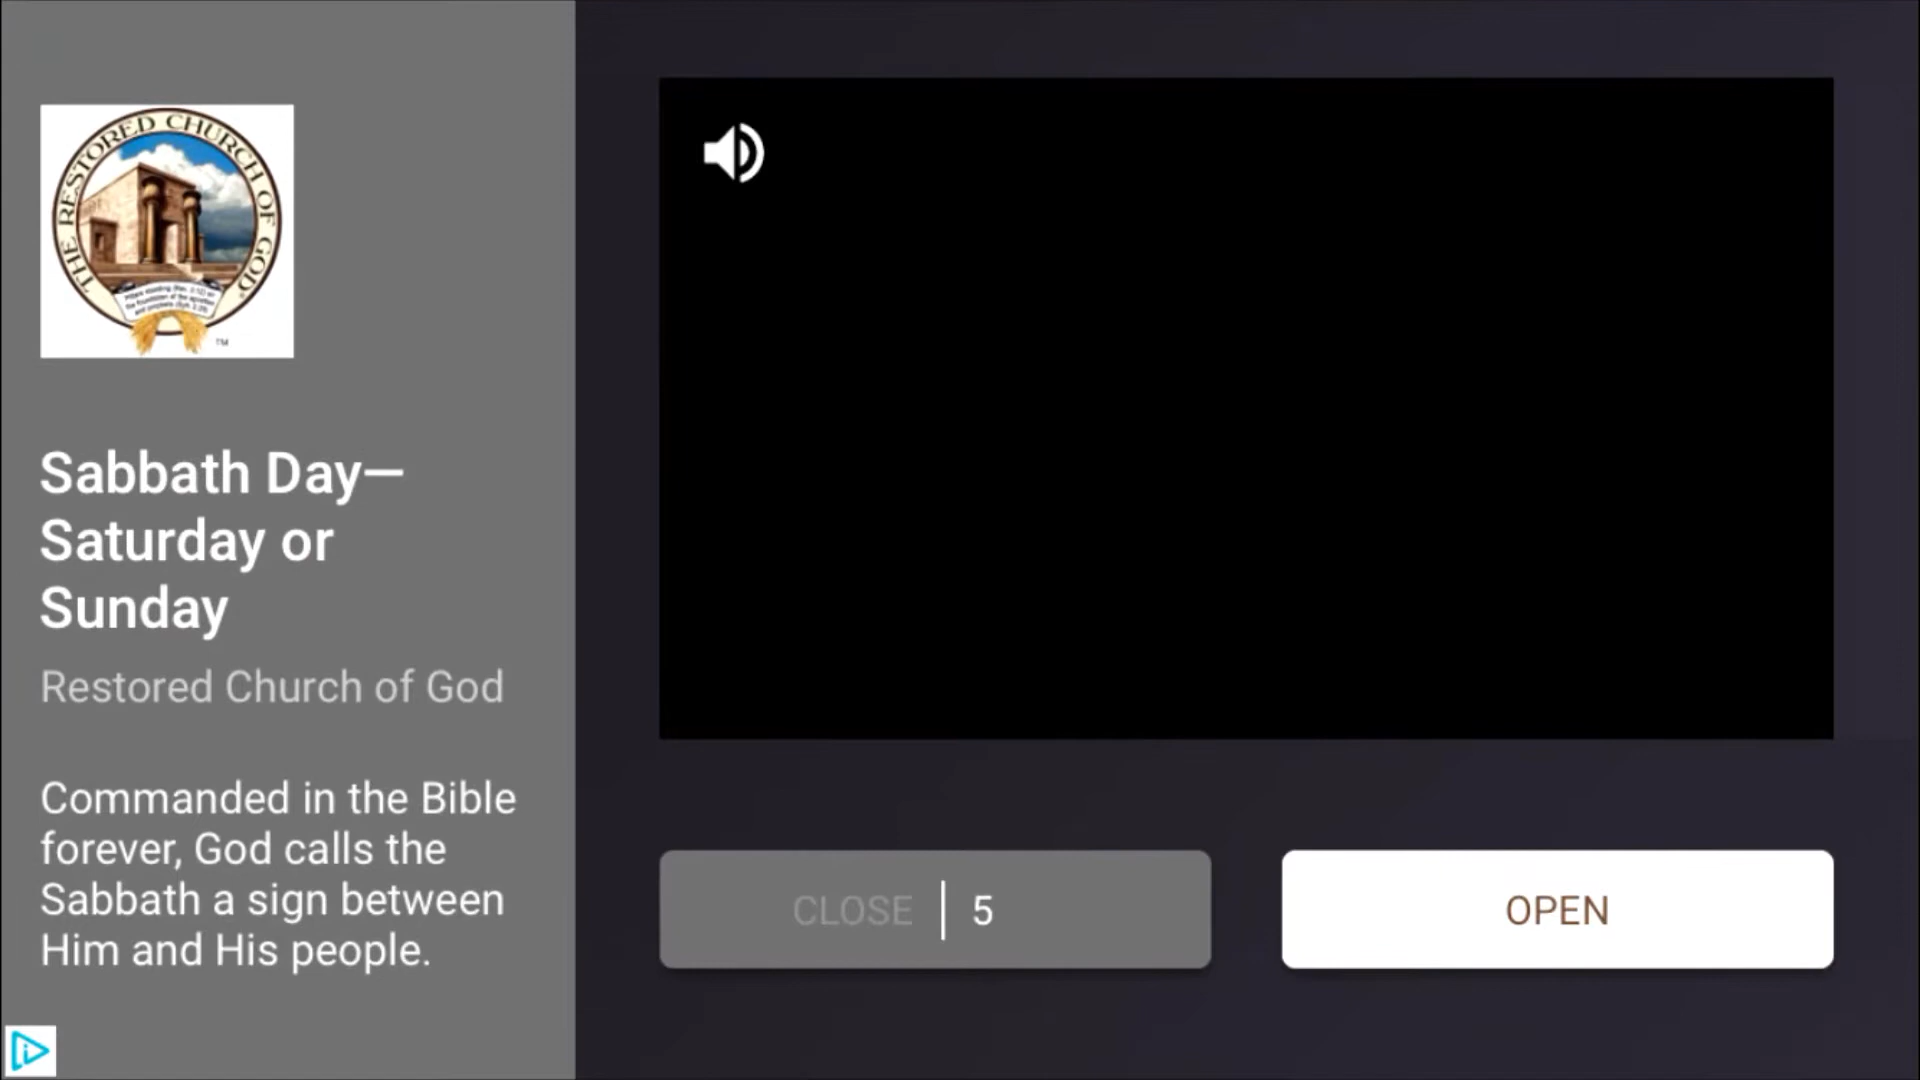 THE RESTORED CHURCH OF GOD
TM
Sabbath Day—
Saturday or
Sunday
Restored Church of God
Commanded in the Bible
forever, God calls the
Sabbath a sign between
Him and His people.
CLOSE | 5
OPEN